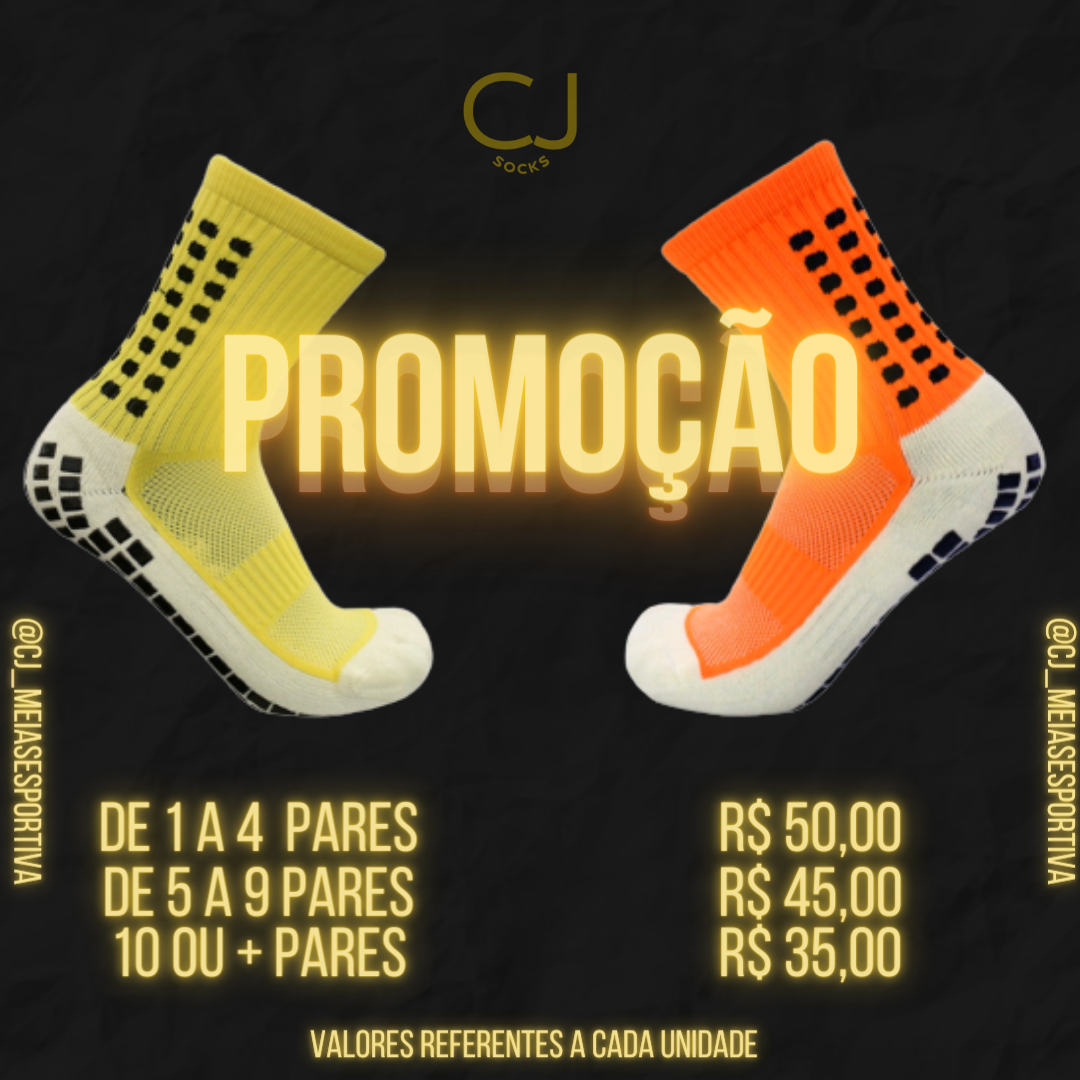 CJ
SOCKS
PROMOÇÃO
@CJ_MEIASESPORTIVA
@CJ_MEIASESPORTIVA
DE 1 A 4 PARES R$ 50,00
DE 5 A 9 PARES R$ 45,00
10 OU + PARES R$ 35,00
VALORES REFERENTES A CADA UNIDADE